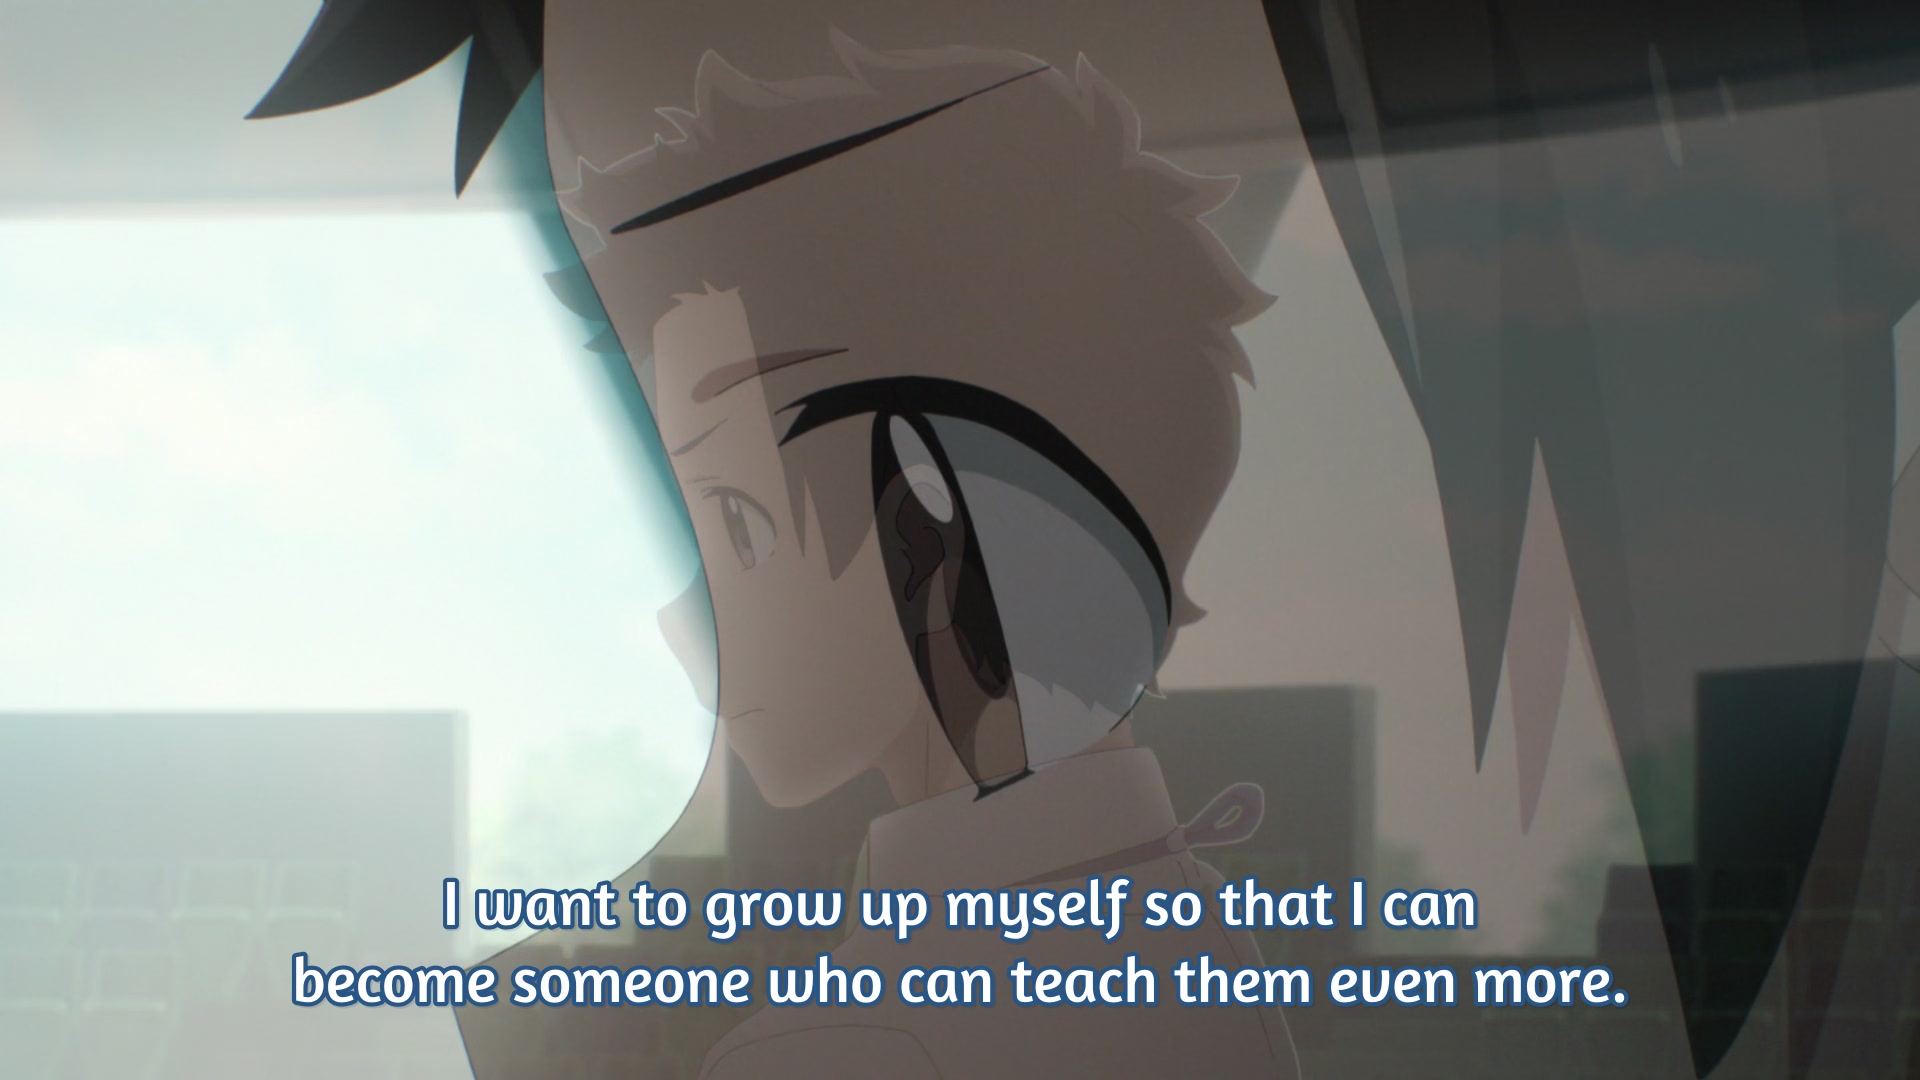 I want to grow up myself so that I can
become someone who can teach them even more.